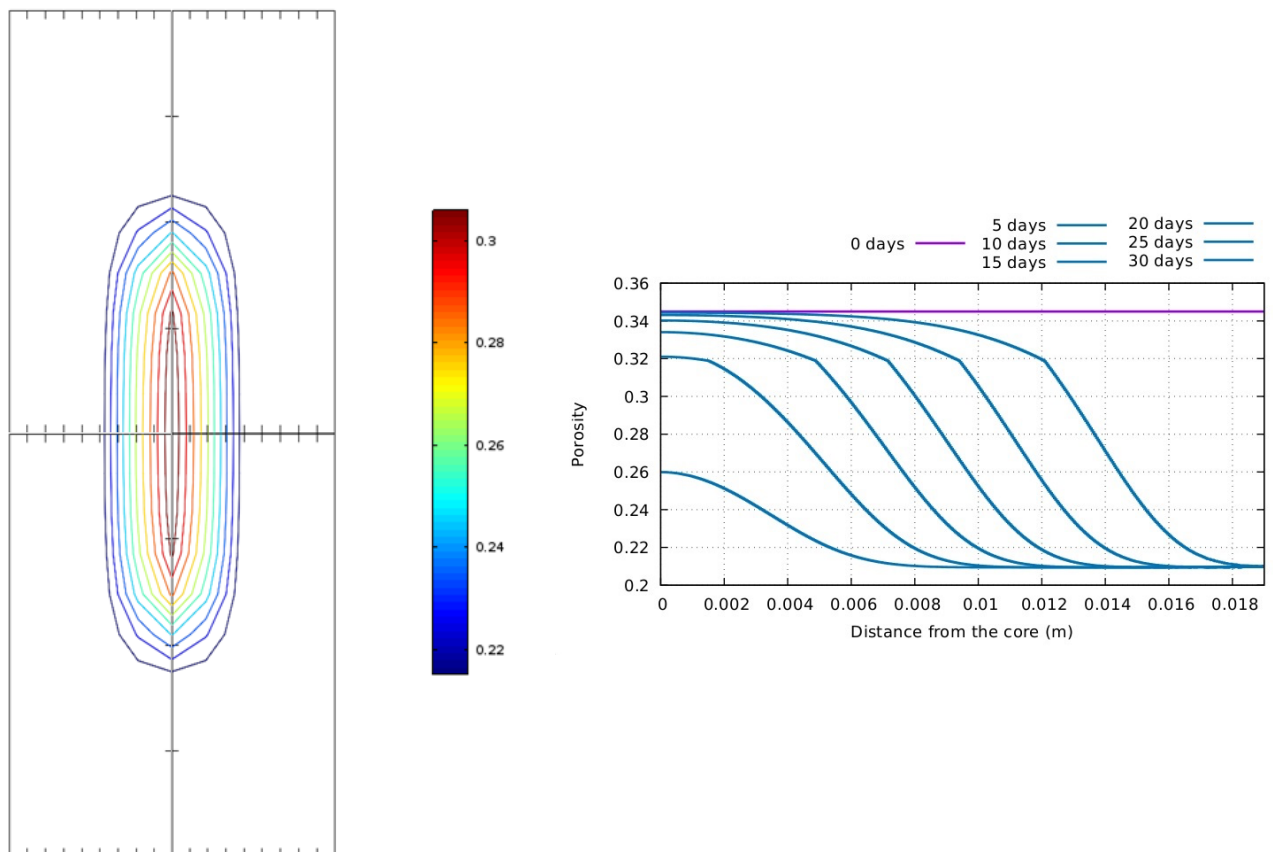 0.3
0.28
0.26
0.24
0.22
0 days
5 days
10 days
15 days
20 days
25 days
30 days
0.36
0.34
0.32
0.3
0.28
0.26
0.24
0.22
0.2
Porosity
0 0.002 0.004 0.006 0.008 0.01 0.012 0.014 0.016 0.018
Distance from the core (m)